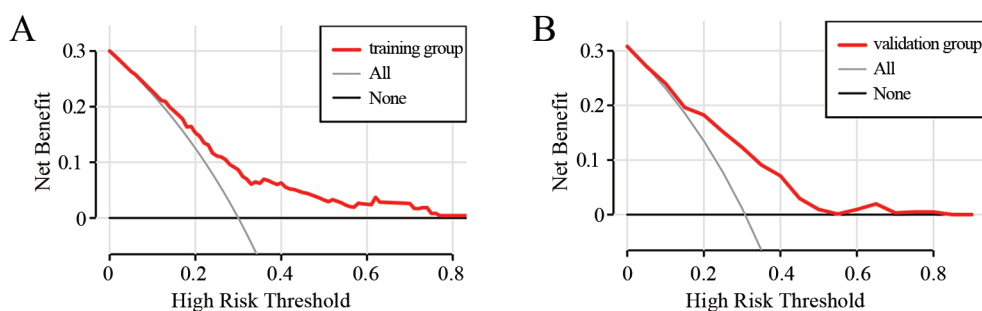 A
training group
All
None
Net Benefit
0.3
0.2
0.1
0
0 0.2 0.4 0.6 0.8
High Risk Threshold
B
validation group
All
None
Net Benefit
0.3
0.2
0.1
0
0 0.2 0.4 0.6 0.8
High Risk Threshold